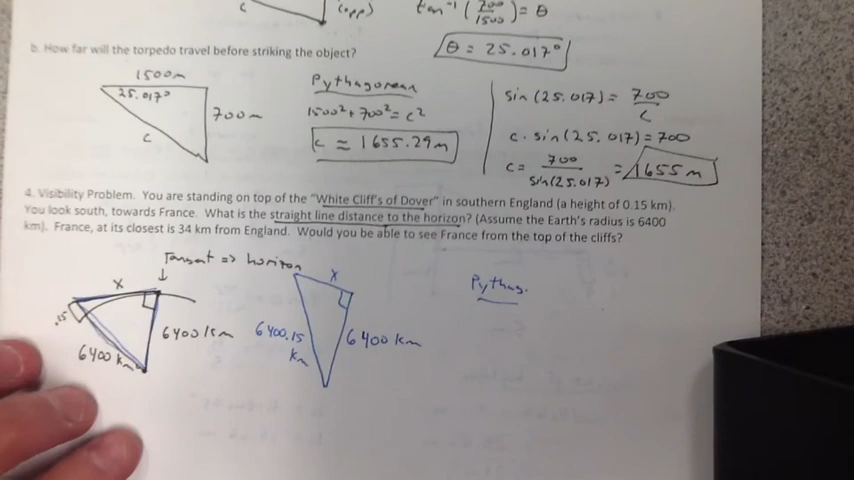 c
(opp)
tan⁻¹ (700/1500) = θ
θ = 25.017°
b. How far will the torpedo travel before striking the object?
1500m
25.017°
700m
c
Pythagorean
1500² + 700² = c²
c ≈ 1655.29m
sin(25.017) = 700/c
c · sin(25.017) = 700
c = 700/sin(25.017) = 1655m
4. Visibility Problem. You are standing on top of the "White Cliff's of Dover" in southern England (a height of 0.15 km).
You look south, towards France. What is the straight line distance to the horizon? (Assume the Earth's radius is 6400
km). France, at its closest is 34 km from England. Would you be able to see France from the top of the cliffs?
Tangent => horizon
x
.15
6400 km
6400 km
x
6400.15
km
6400 km
Pythag.